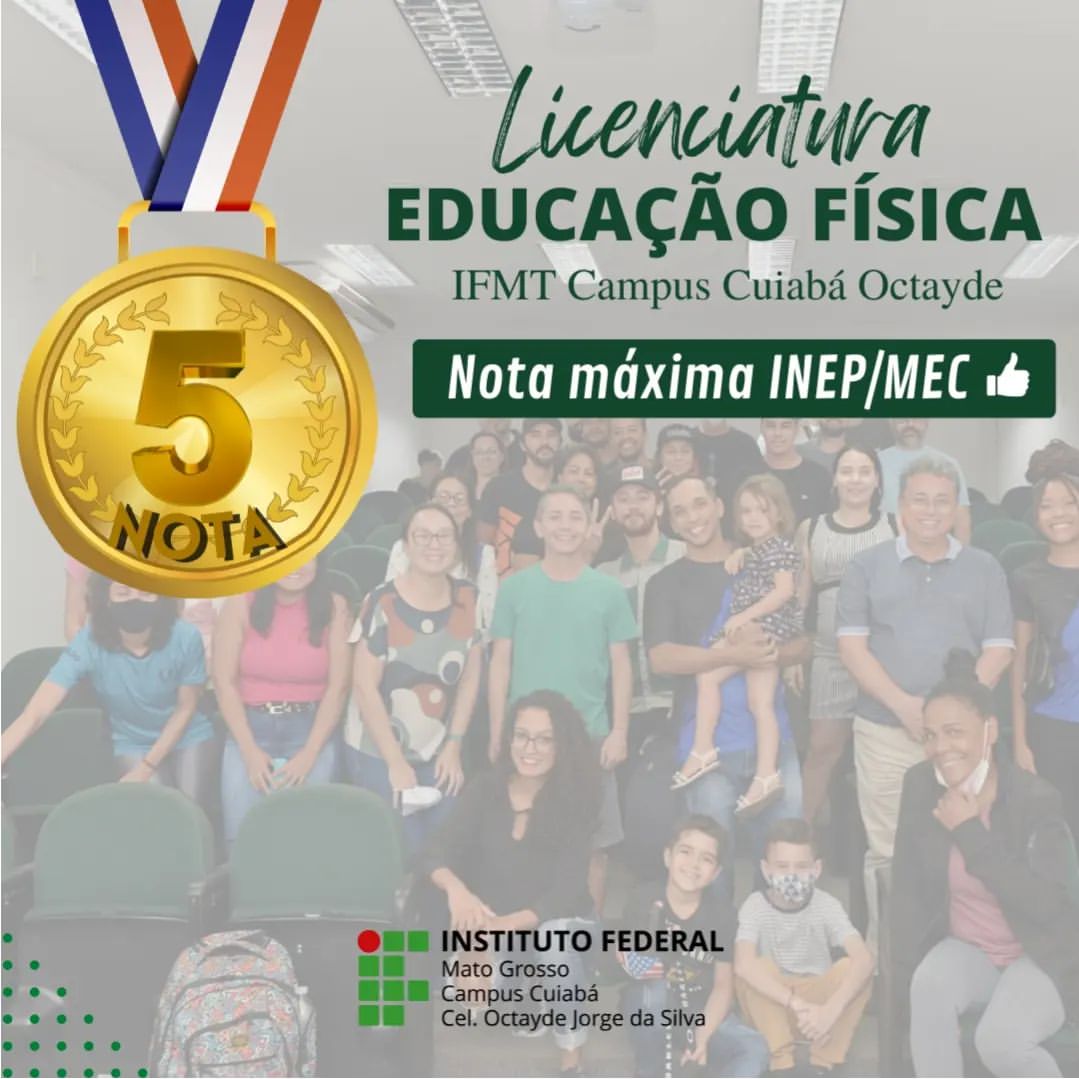 Licenciatura
EDUCAÇÃO FÍSICA
IFMT Campus Cuiabá Octayde
Nota máxima INEP/MEC
5
NOTA
INSTITUTO FEDERAL
Mato Grosso
Campus Cuiabá
Cel. Octayde Jorge da Silva